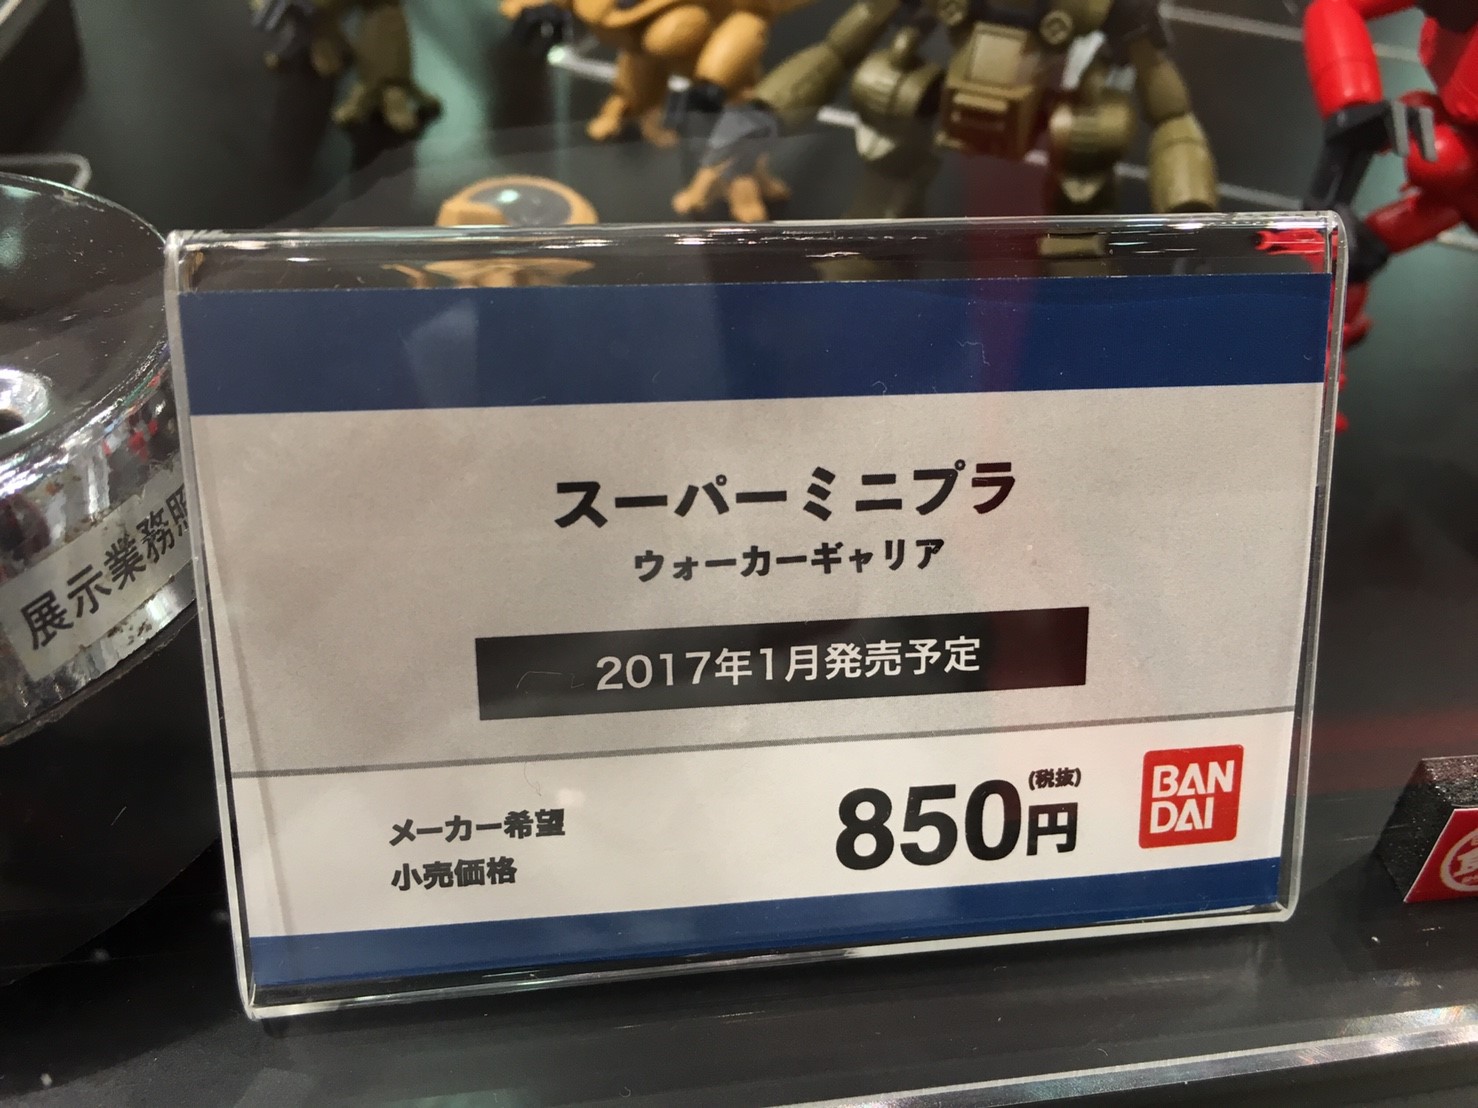 スーパーミニプラ
ウォーカーギャリア
2017年1月発売予定
メーカー希望
小売価格
850円
(税抜)
BAN
DAI
展示業務